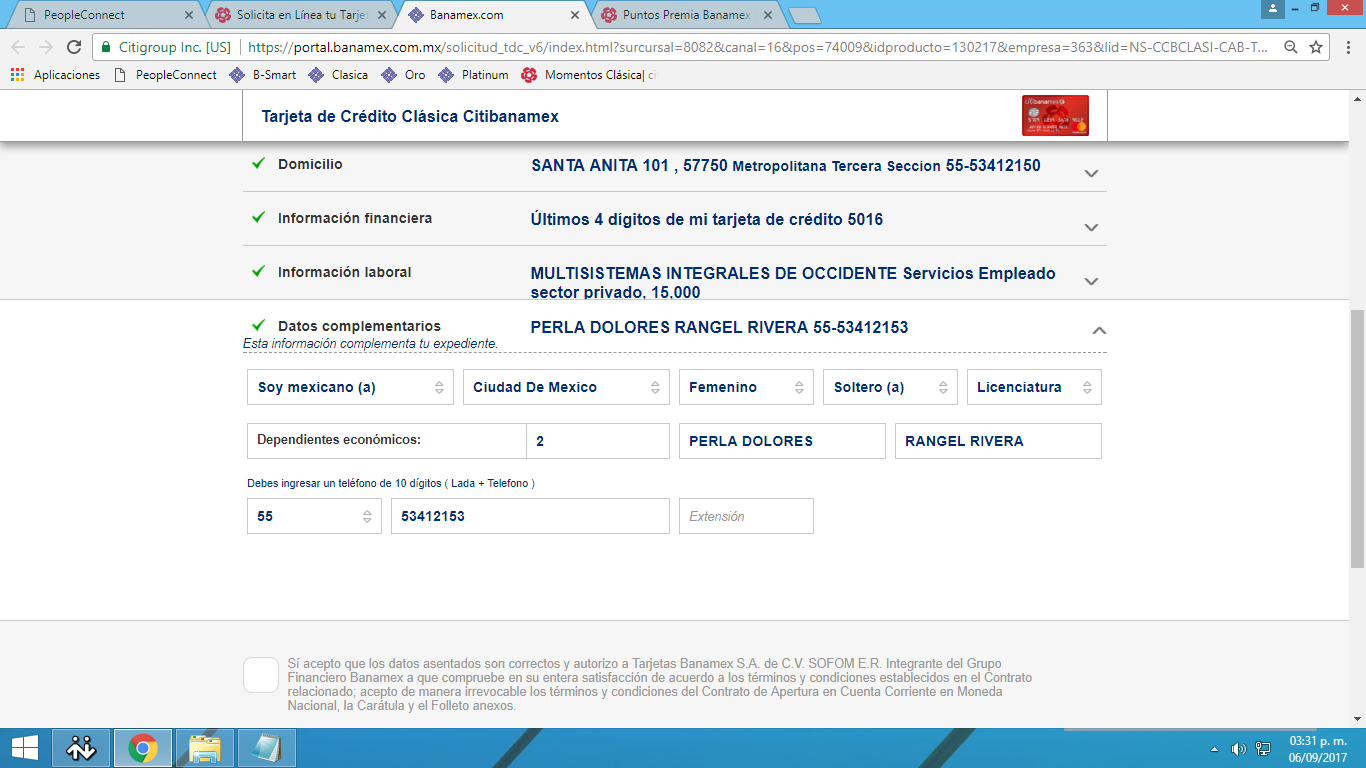 PeopleConnect
Solicita en Línea tu Tarje
Banamex.com
Puntos Premia Banamex
Citigroup Inc. [US]
https://portal.banamex.com.mx/solicitud_tdc_v6/index.html?surcursal=8082&canal=16&pos=74009&idproducto=130217&empresa=363&lid=NS-CCBCLASI-CAB-T...
Aplicaciones PeopleConnect B-Smart Clasica Oro Platinum Momentos Clásica| ci
Tarjeta de Crédito Clásica Citibanamex
Domicilio SANTA ANITA 101 , 57750 Metropolitana Tercera Seccion 55-53412150
Información financiera Últimos 4 dígitos de mi tarjeta de crédito 5016
Información laboral MULTISISTEMAS INTEGRALES DE OCCIDENTE Servicios Empleado
sector privado, 15,000
Datos complementarios PERLA DOLORES RANGEL RIVERA 55-53412153
Esta información complementa tu expediente.
Soy mexicano (a) Ciudad De Mexico Femenino Soltero (a) Licenciatura
Dependientes económicos: 2 PERLA DOLORES RANGEL RIVERA
Debes ingresar un teléfono de 10 dígitos ( Lada + Telefono )
55 53412153 Extensión
Sí acepto que los datos asentados son correctos y autorizo a Tarjetas Banamex S.A. de C.V. SOFOM E.R. Integrante del Grupo
Financiero Banamex a que compruebe en su entera satisfacción de acuerdo a los términos y condiciones establecidos en el Contrato
relacionado; acepto de manera irrevocable los términos y condiciones del Contrato de Apertura en Cuenta Corriente en Moneda
Nacional, la Carátula y el Folleto anexos.
03:31 p. m.
06/09/2017